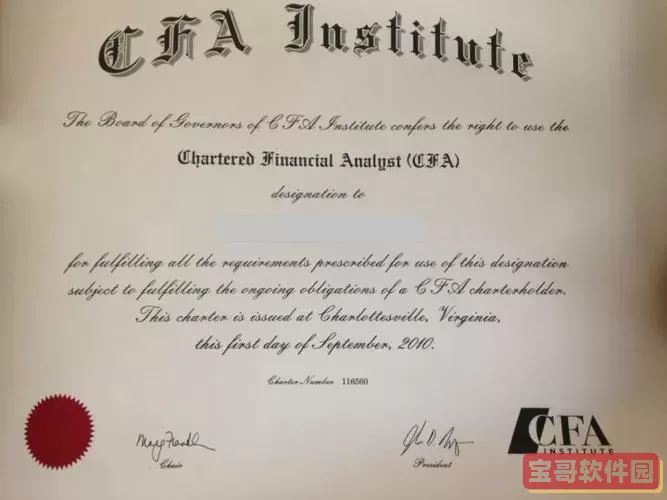 CFA Institute
The Board of Governors of CFA Institute confers the right to use the
Chartered Financial Analyst (CFA)
designation to
for fulfilling all the requirements prescribed for use of this designation
subject to fulfilling the ongoing obligations of a CFA charterholder.
This charter is issued at Charlottesville, Virginia,
this first day of September, 2010.
Charter Number 116560
Chair
President
CFA
INSTITUTE
宝哥软件园